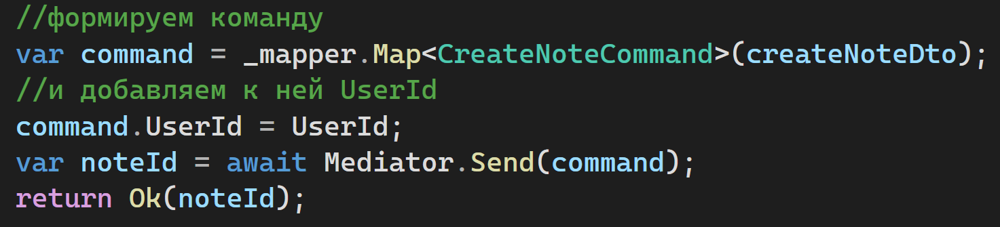 //формируем команду
var command = _mapper.Map<CreateNoteCommand>(createNoteDto);
//и добавляем к ней UserId
command.UserId = UserId;
var noteId = await Mediator.Send(command);
return Ok(noteId);